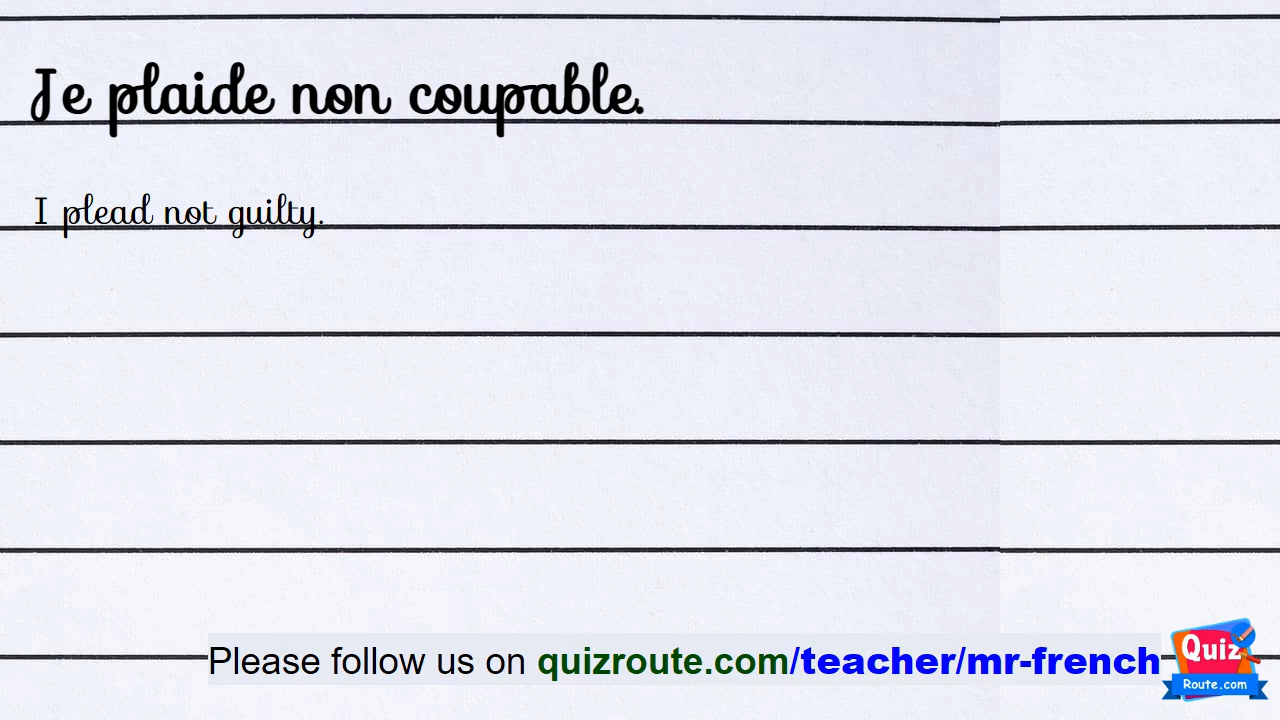 Je plaide non coupable.
I plead not guilty.
Please follow us on quizroute.com/teacher/mr-french
Quiz
Route.com